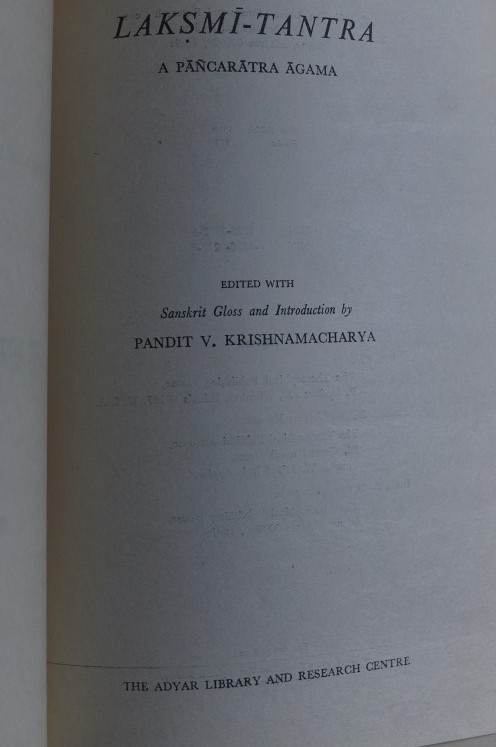 LAKṢMĪ-TANTRA
A PĀÑCARĀTRA ĀGAMA
EDITED WITH
Sanskrit Gloss and Introduction by
PANDIT V. KRISHNAMACHARYA
THE ADYAR LIBRARY AND RESEARCH CENTRE